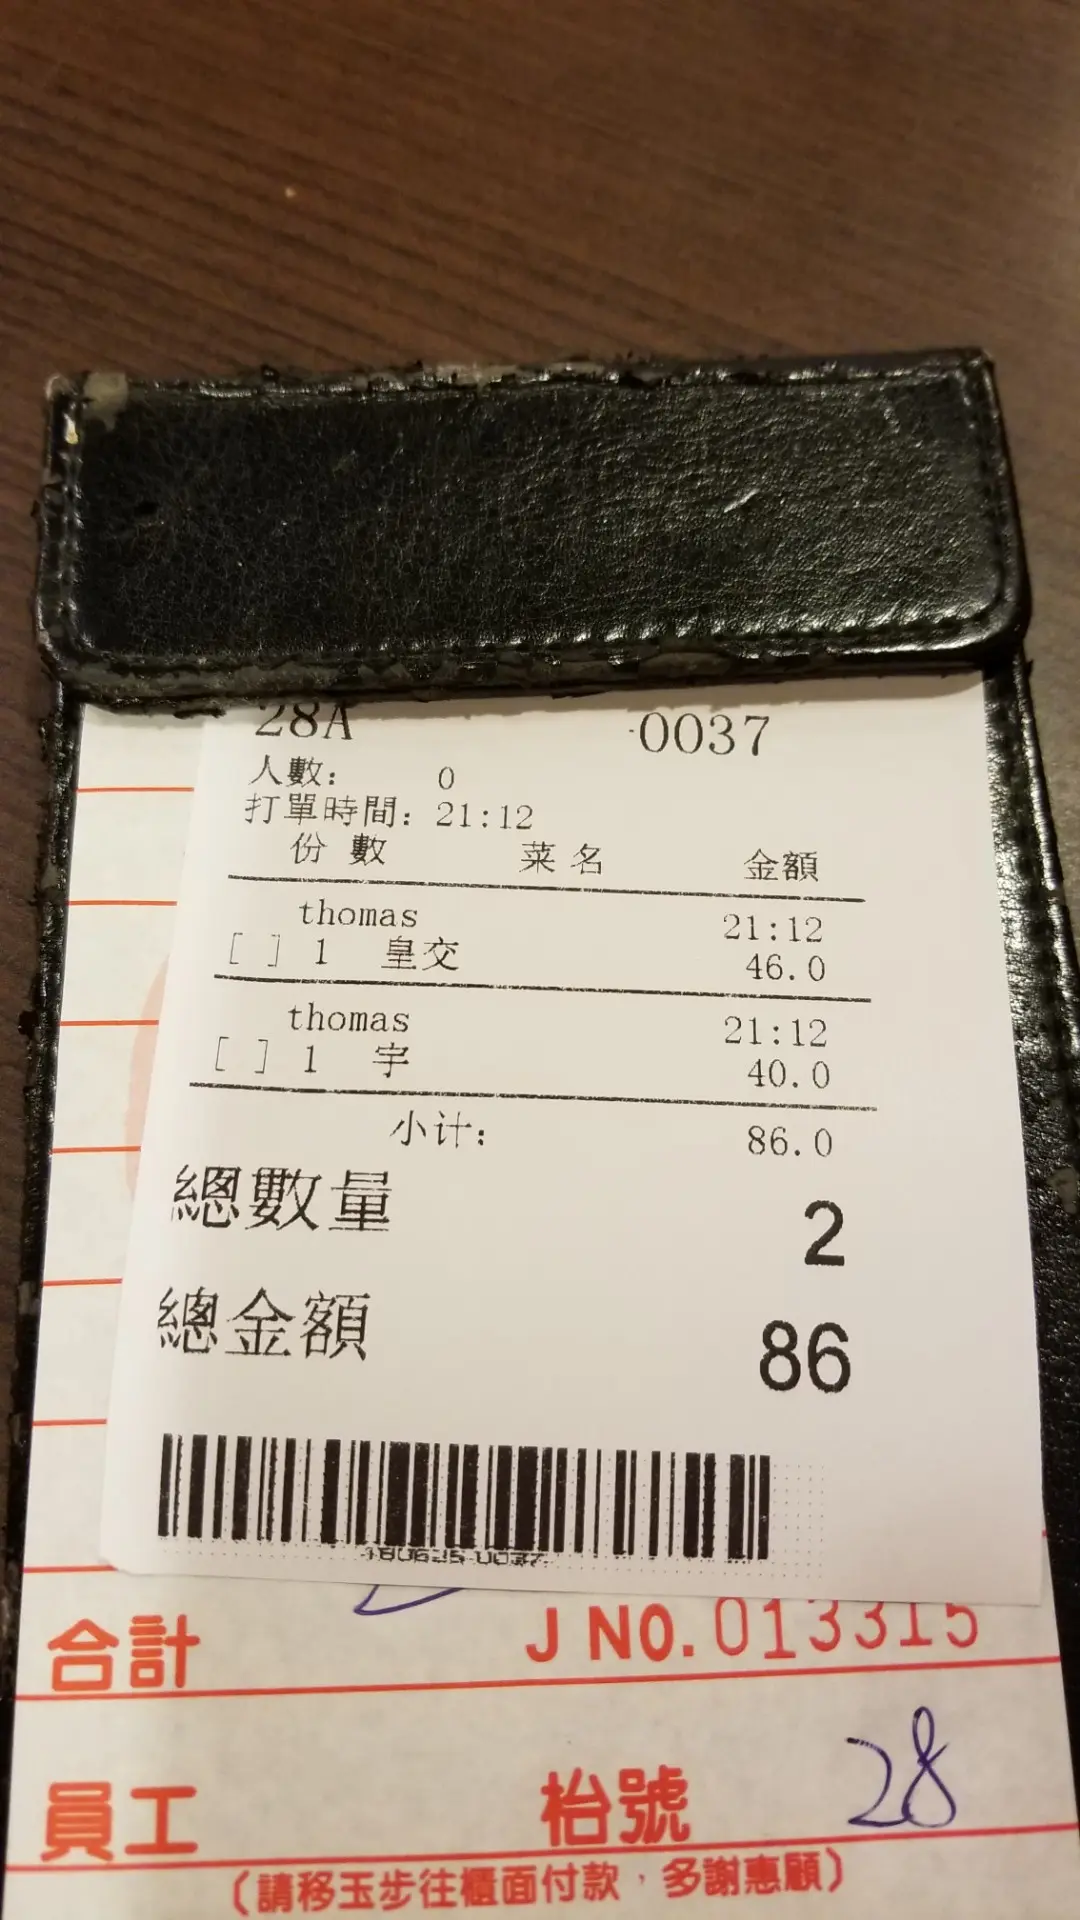 28A 0037
人數: 0
打單時間: 21:12
份數 菜名 金額
thomas 21:12
[ ] 1 皇交 46.0
thomas 21:12
[ ] 1 宇 40.0
小计: 86.0
總數量 2
總金額 86
180625-0037
合計 J NO. 013315
員工 枱號 28
(請移玉步往櫃面付款,多謝惠顧)